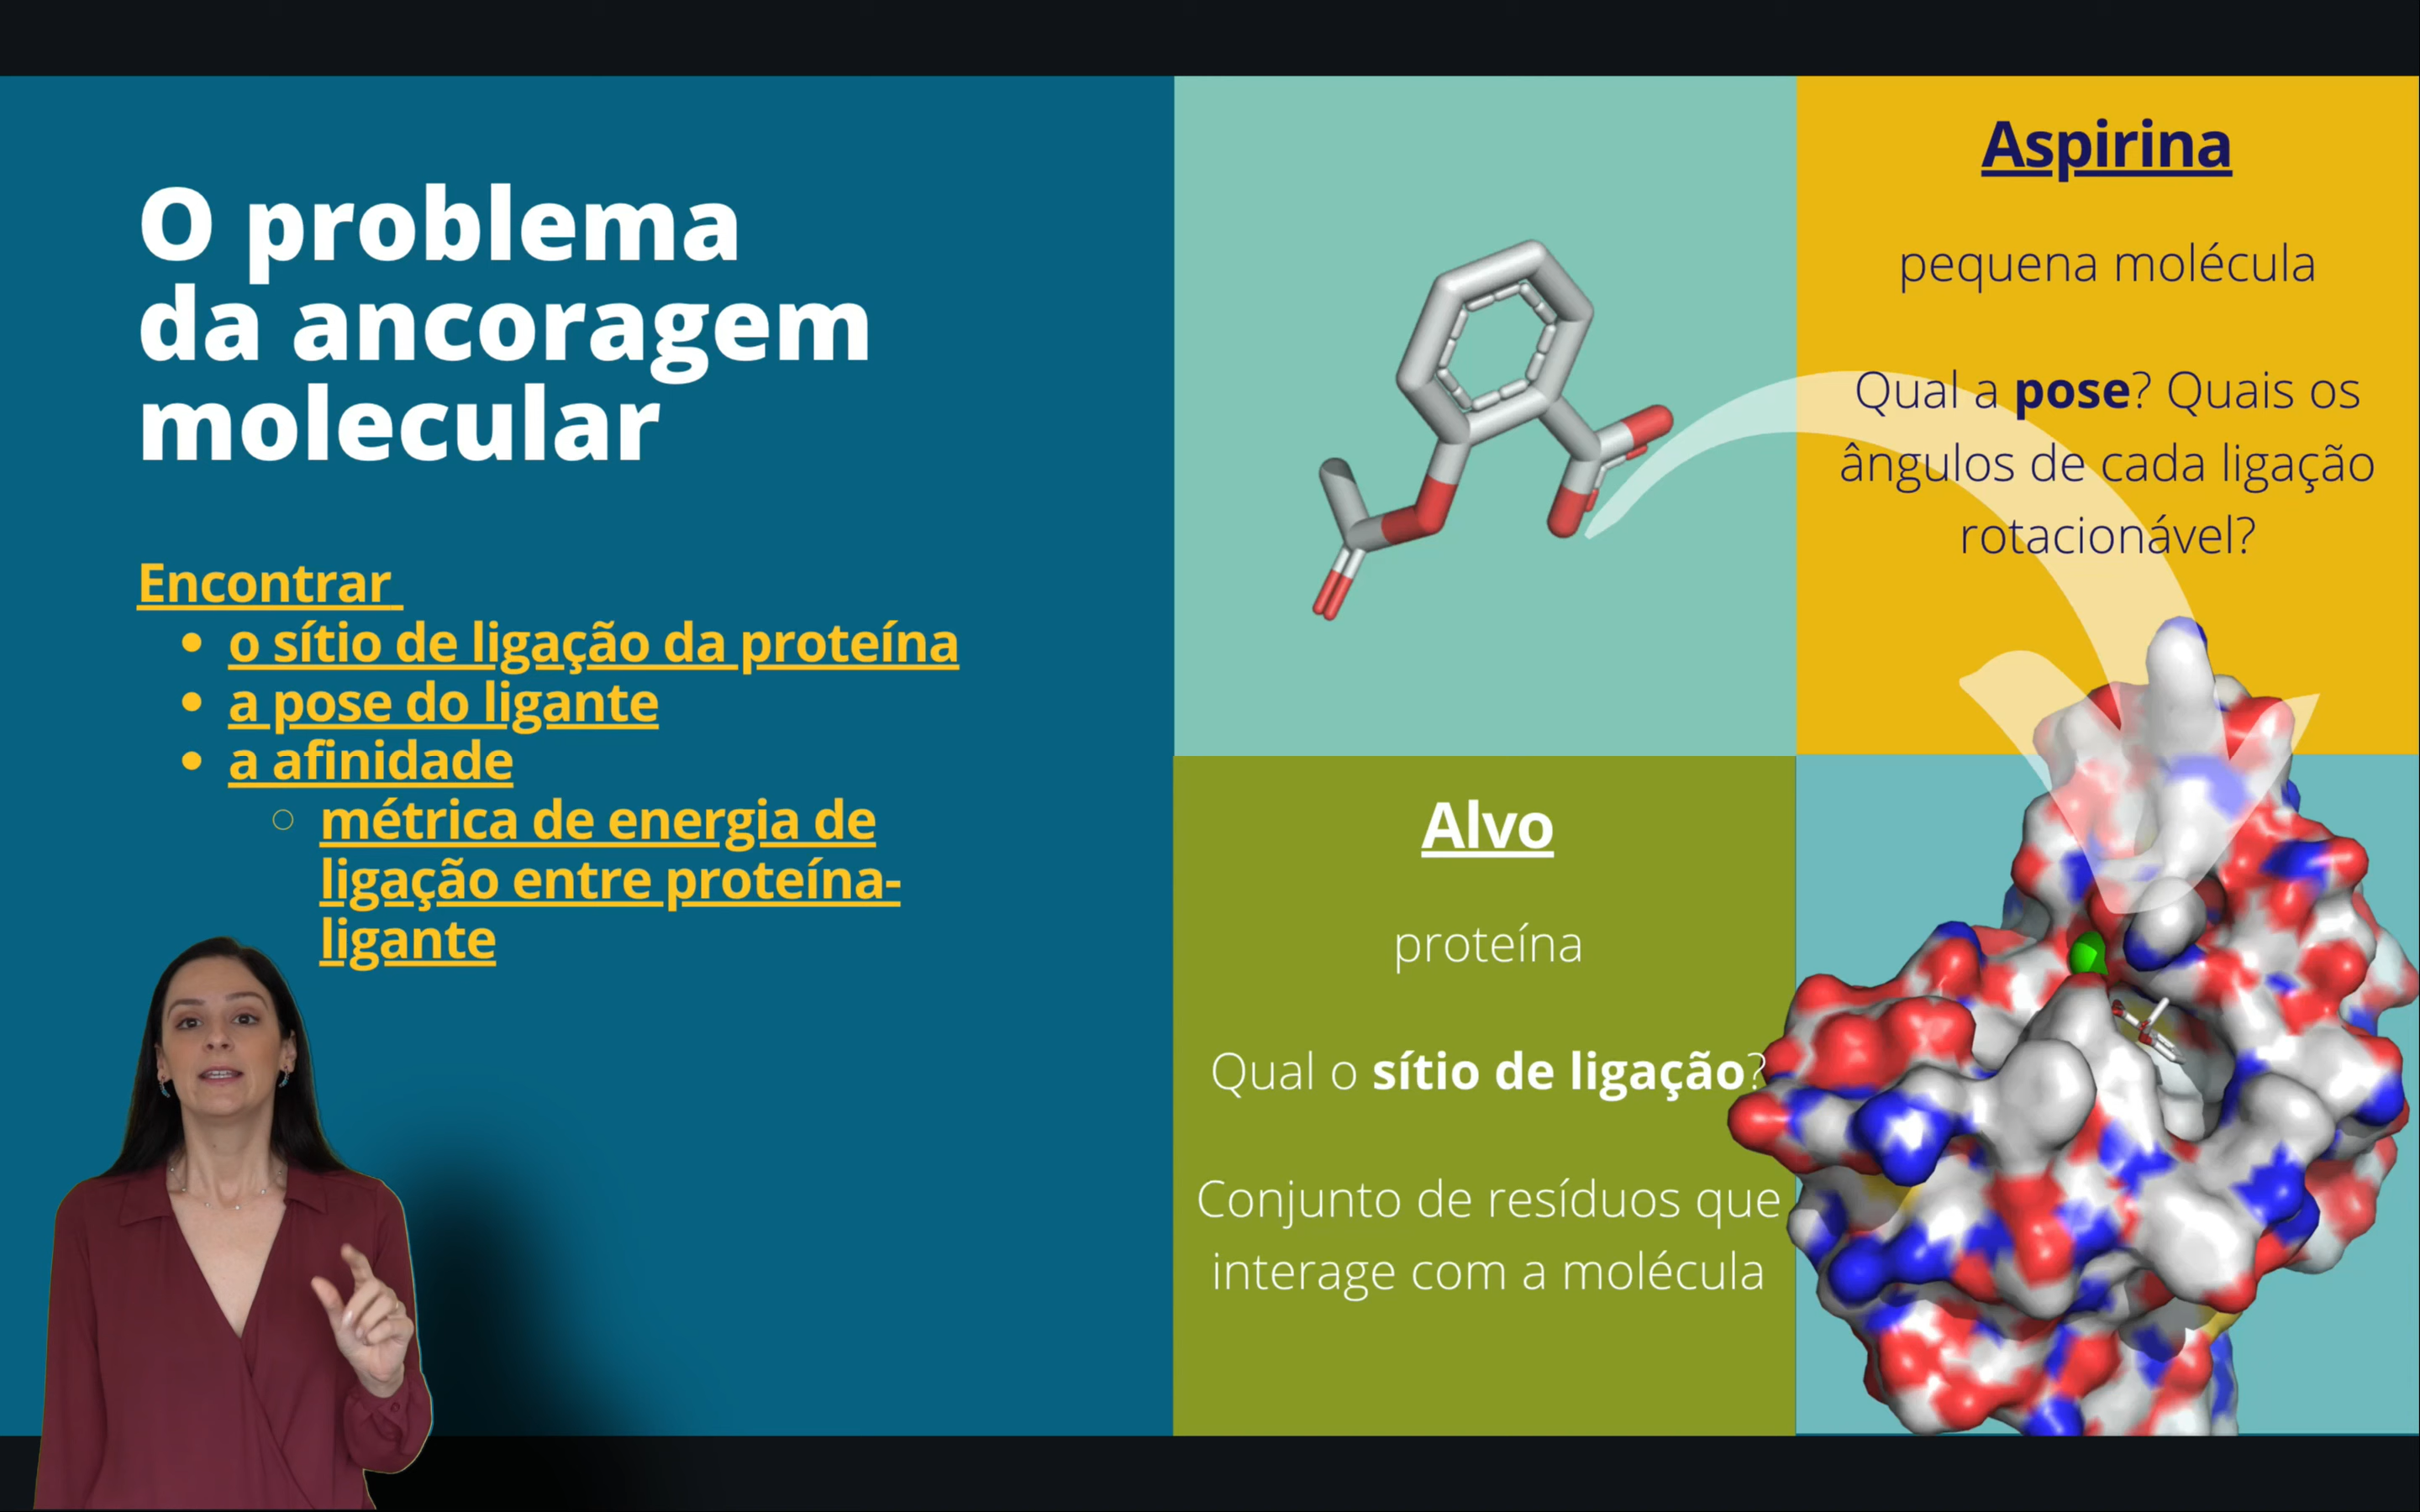 O problema
da ancoragem
molecular
Encontrar
• o sítio de ligação da proteína
• a pose do ligante
• a afinidade
○ métrica de energia de
ligação entre proteína-
ligante
Aspirina
pequena molécula
Qual a pose? Quais os
ângulos de cada ligação
rotacionável?
Alvo
proteína
Qual o sítio de ligação?
Conjunto de resíduos que
interage com a molécula